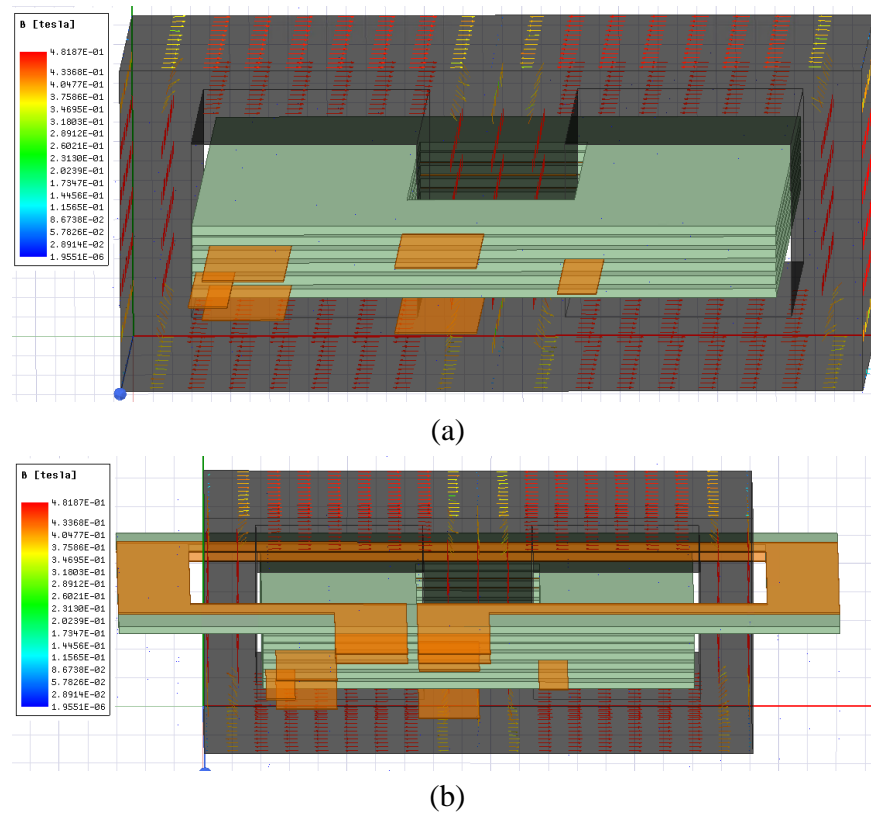 B [tesla]
4.8187E-01
4.3368E-01
4.0477E-01
3.7586E-01
3.4695E-01
3.1803E-01
2.8912E-01
2.6021E-01
2.3130E-01
2.0239E-01
1.7347E-01
1.4456E-01
1.1565E-01
8.6738E-02
5.7826E-02
2.8914E-02
1.9551E-06
(a)
B [tesla]
4.8187E-01
4.3368E-01
4.0477E-01
3.7586E-01
3.4695E-01
3.1803E-01
2.8912E-01
2.6021E-01
2.3130E-01
2.0239E-01
1.7347E-01
1.4456E-01
1.1565E-01
8.6738E-02
5.7826E-02
2.8914E-02
1.9551E-06
(b)